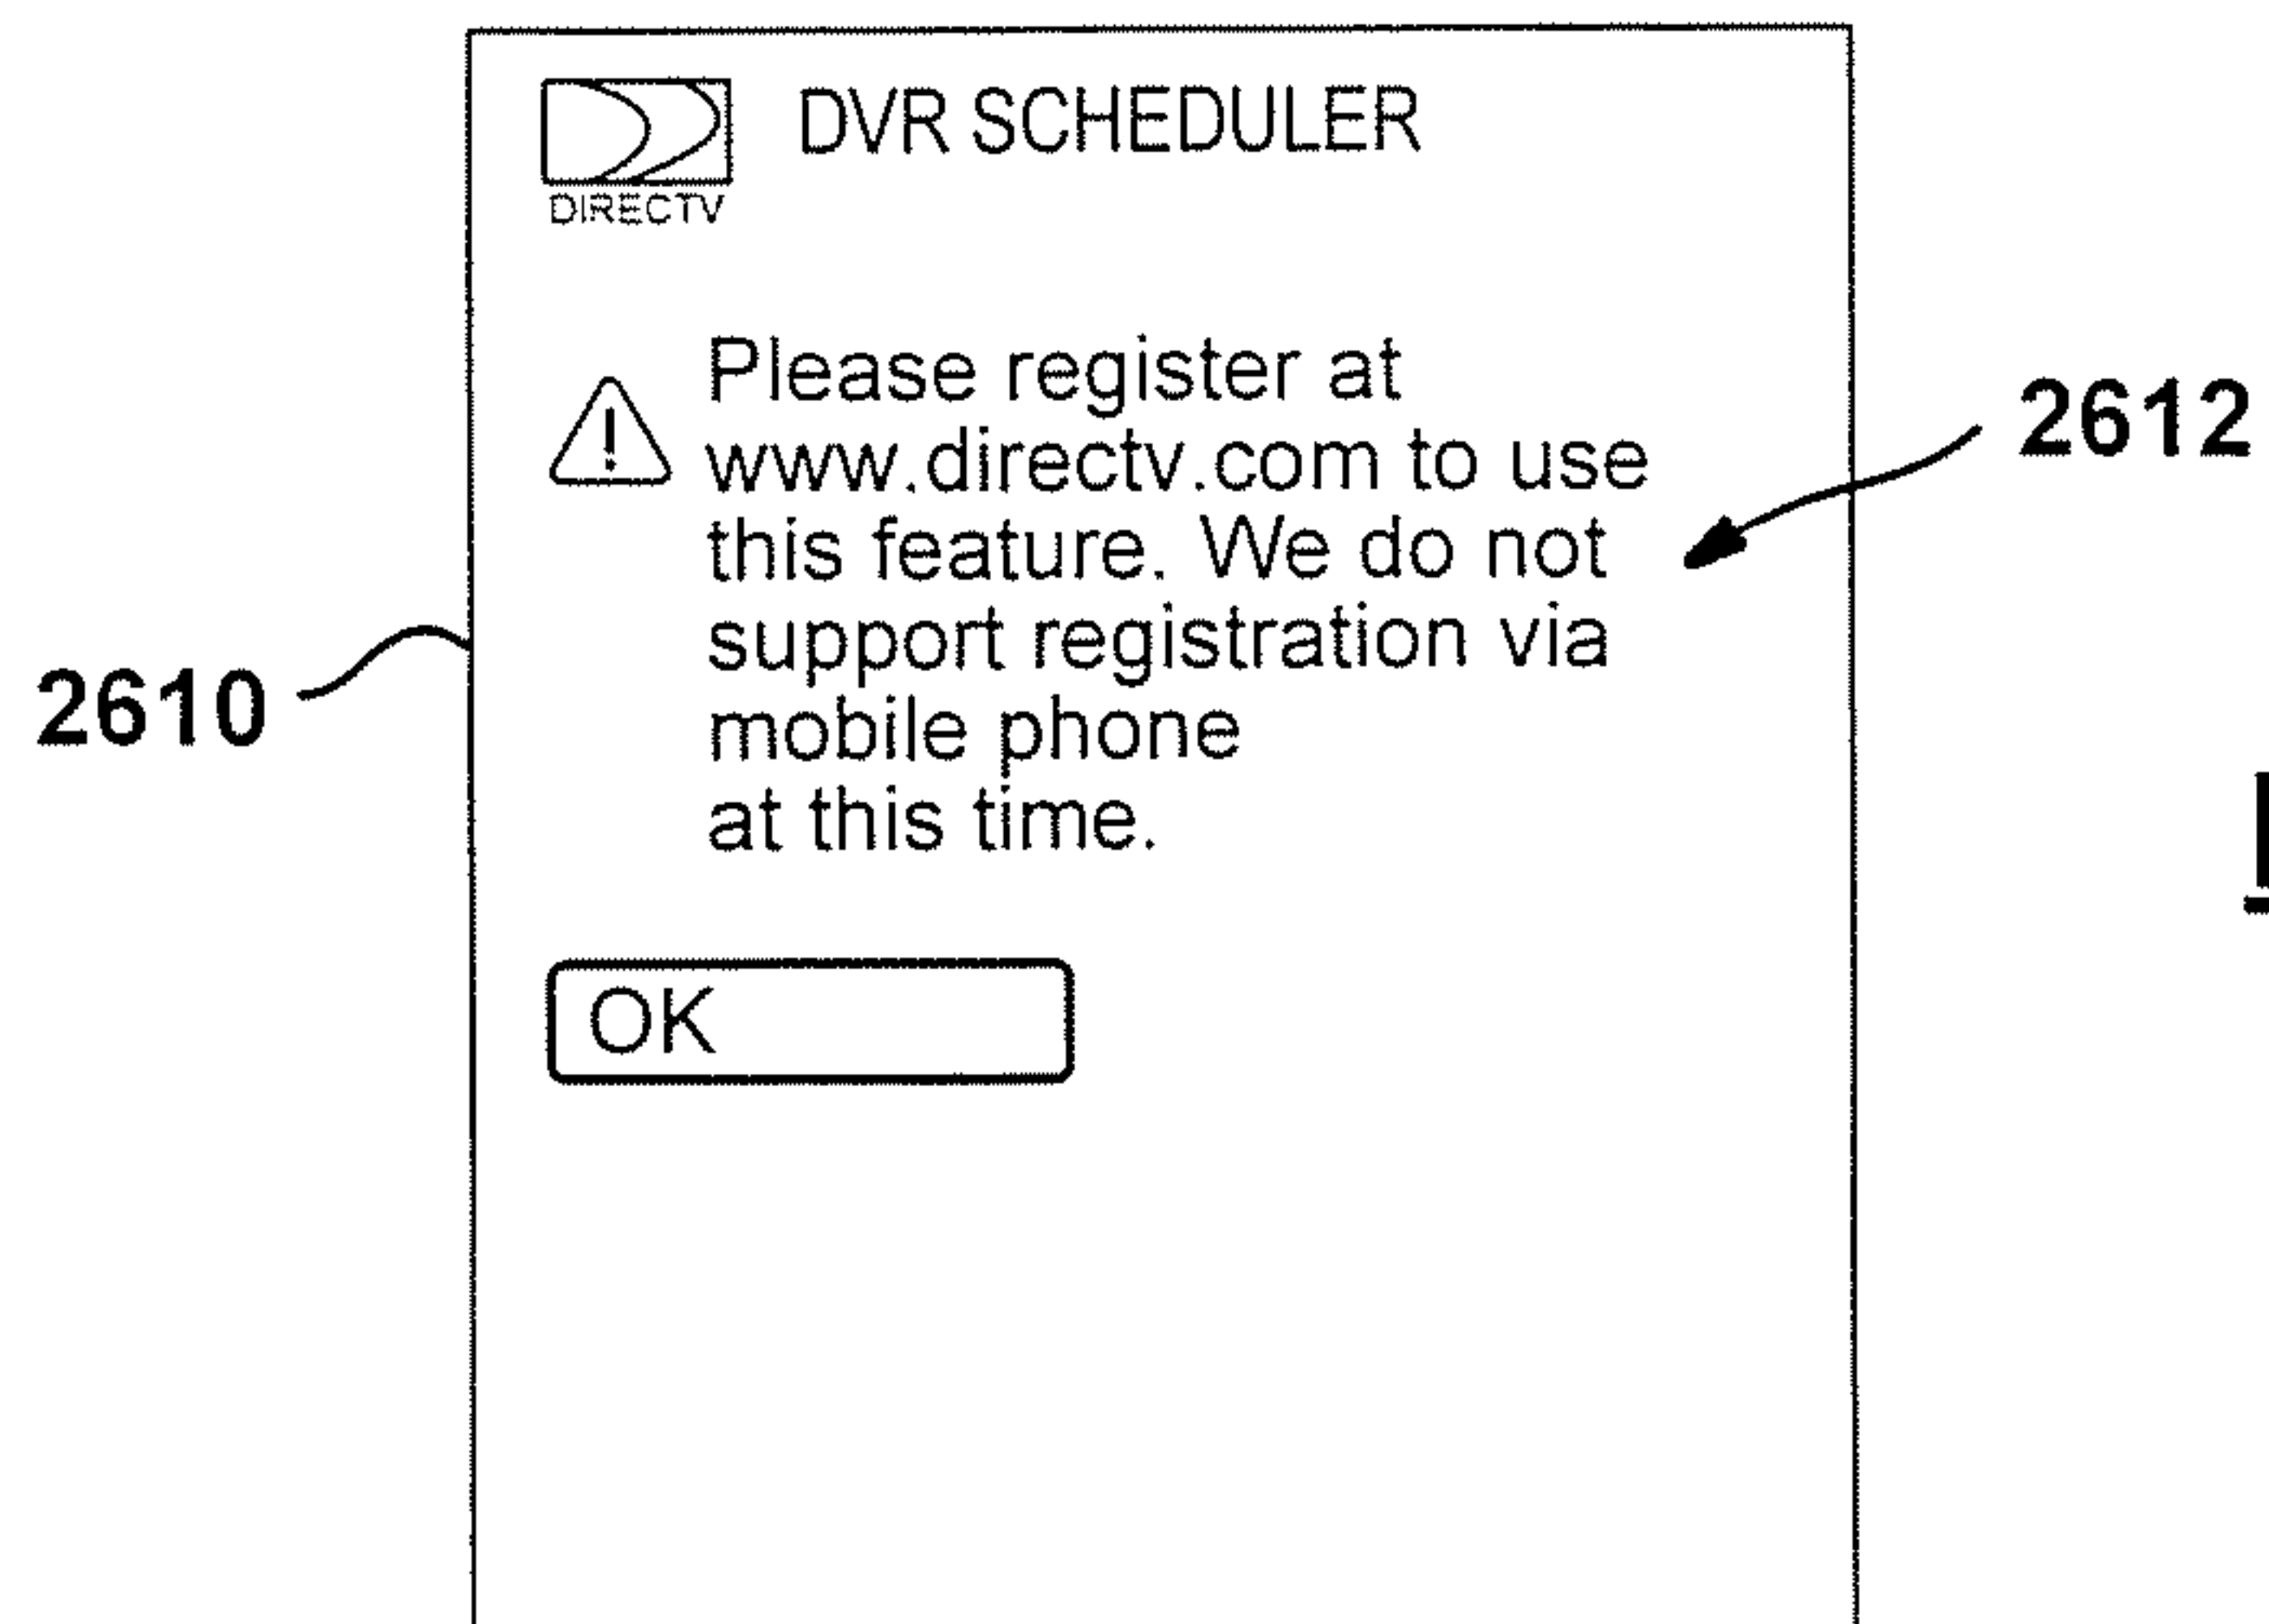 DVR SCHEDULER
DIRECTV
Please register at
www.directv.com to use
this feature. We do not
support registration via
mobile phone
at this time.
OK
2610
2612